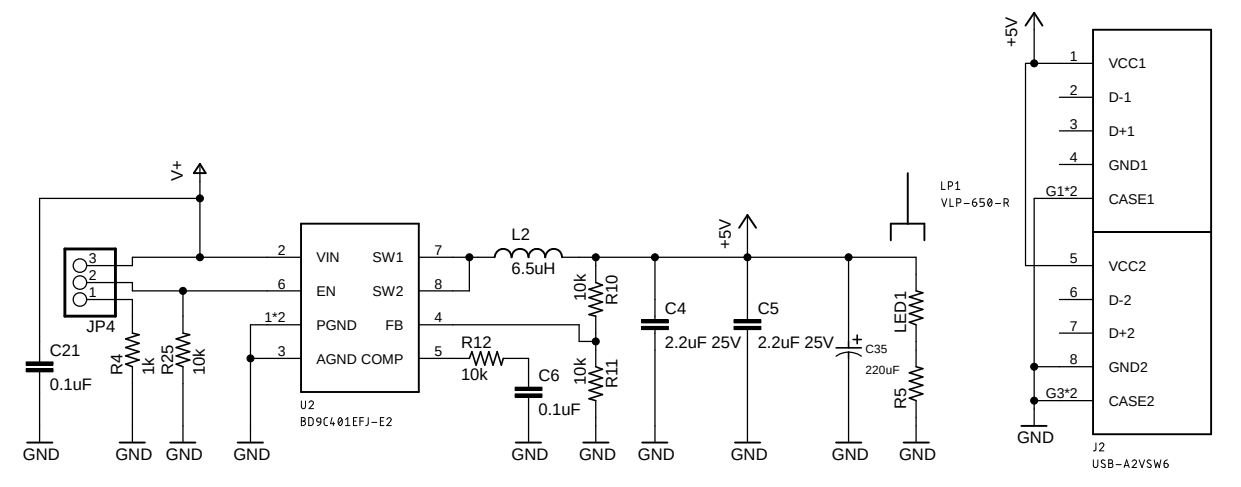 V+
3
2
1
JP4
C21
0.1uF
R4
1k
R25
10k
GND
GND
GND
GND
2
6
1*2
3
VIN
EN
PGND
AGND
SW1
SW2
FB
COMP
7
8
4
5
U2
BD9C401EFJ-E2
L2
6.5uH
R12
10k
C6
0.1uF
GND
10k
R10
10k
R11
GND
C4
2.2uF 25V
GND
+5V
C5
2.2uF 25V
GND
+
C35
220uF
GND
LED1
R5
GND
LP1
VLP-650-R
+5V
1
VCC1
2
D-1
3
D+1
4
GND1
G1*2
CASE1
5
VCC2
6
D-2
7
D+2
8
GND2
G3*2
CASE2
GND
J2
USB-A2VSW6